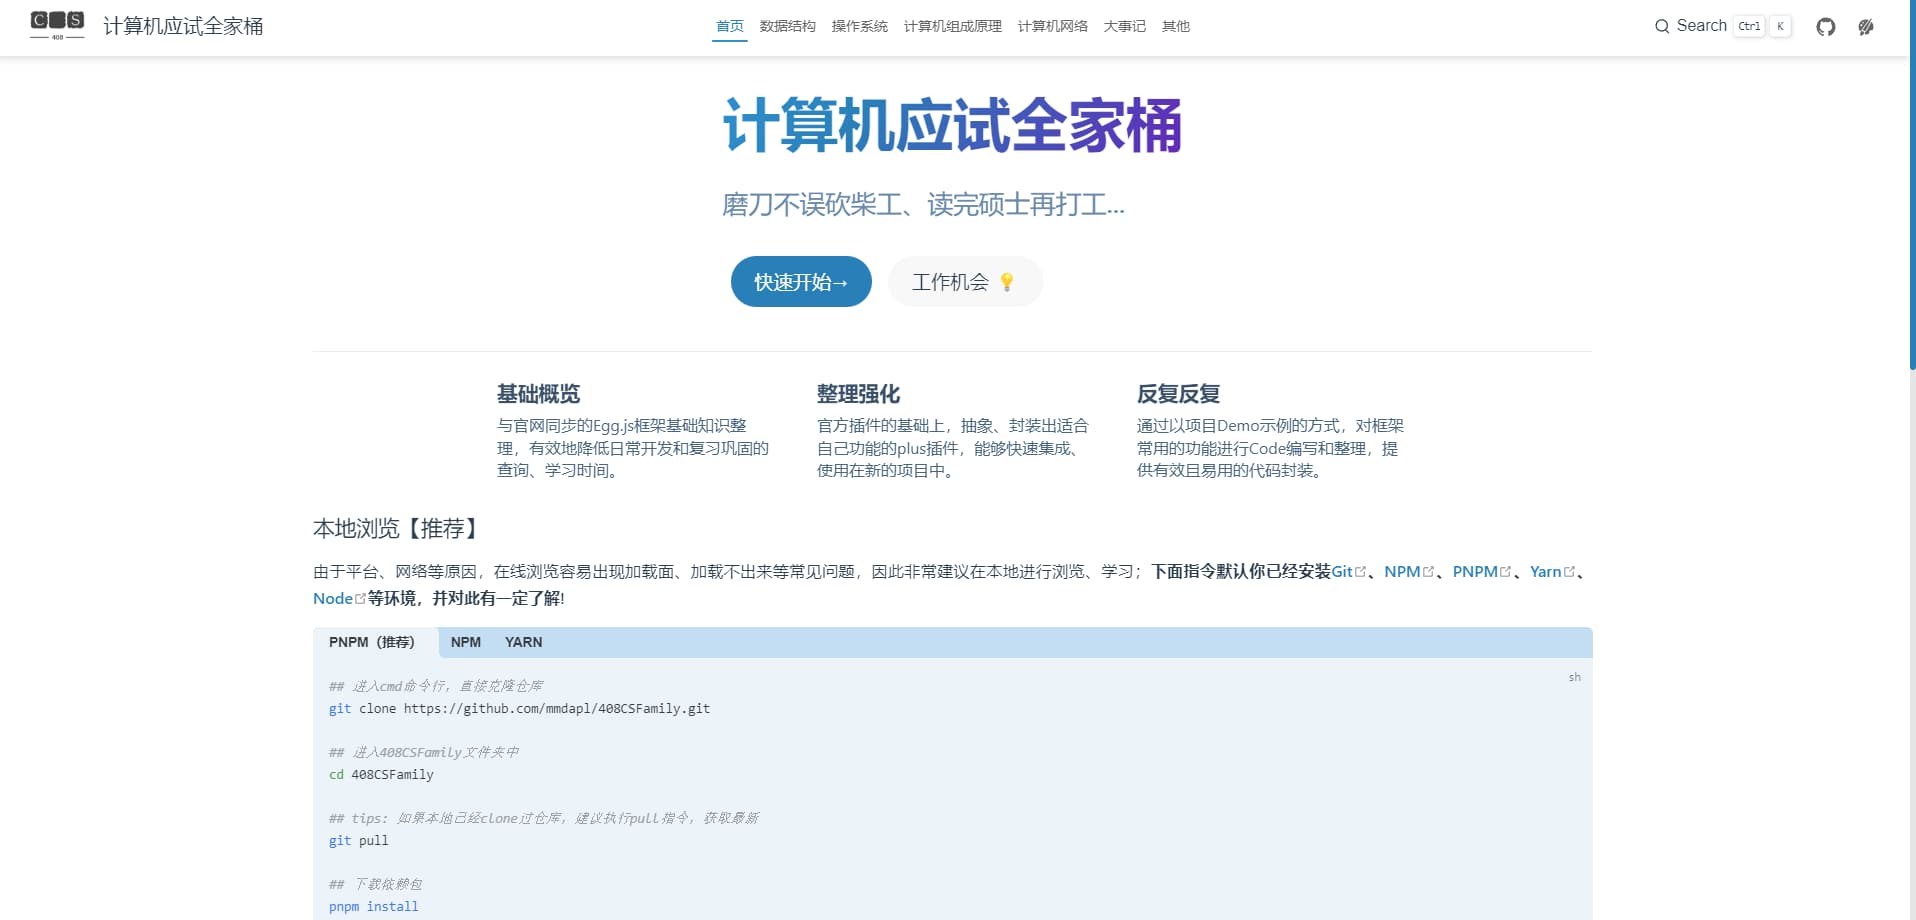 CS
408
计算机应试全家桶
首页 数据结构 操作系统 计算机组成原理 计算机网络 大事记 其他
Search Ctrl K
计算机应试全家桶
磨刀不误砍柴工、读完硕士再打工...
快速开始→
工作机会 💡
基础概览
与官网同步的Egg.js框架基础知识整
理，有效地降低日常开发和复习巩固的
查询、学习时间。
整理强化
官方插件的基础上，抽象、封装出适合
自己功能的plus插件，能够快速集成、
使用在新的项目中。
反复反复
通过以项目Demo示例的方式，对框架
常用的功能进行Code编写和整理，提
供有效且易用的代码封装。
本地浏览【推荐】
由于平台、网络等原因，在线浏览容易出现加载面、加载不出来等常见问题，因此非常建议在本地进行浏览、学习；下面指令默认你已经安装Git、NPM、PNPM、Yarn、
Node等环境，并对此有一定了解!
PNPM（推荐） NPM YARN
sh
## 进入cmd命令行，直接克隆仓库
git clone https://github.com/mmdapl/408CSFamily.git
## 进入408CSFamily文件夹中
cd 408CSFamily
## tips: 如果本地已经clone过仓库，建议执行pull指令，获取最新
git pull
## 下载依赖包
pnpm install